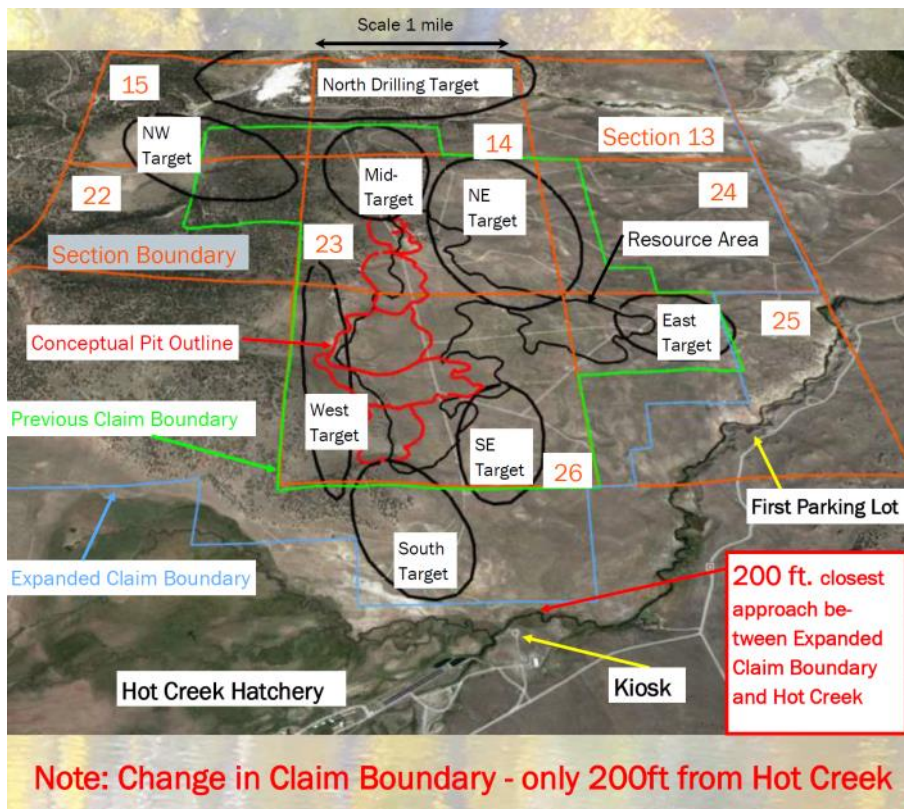 Scale 1 mile
North Drilling Target
15
NW
Target
14
Section 13
Mid-
Target
NE
Target
22
24
23
Resource Area
Section Boundary
East
Target
25
Conceptual Pit Outline
Previous Claim Boundary
West
Target
SE
Target
26
First Parking Lot
South
Target
Expanded Claim Boundary
200 ft. closest
approach be-
tween Expanded
Claim Boundary
and Hot Creek
Hot Creek Hatchery
Kiosk
Note: Change in Claim Boundary - only 200ft from Hot Creek